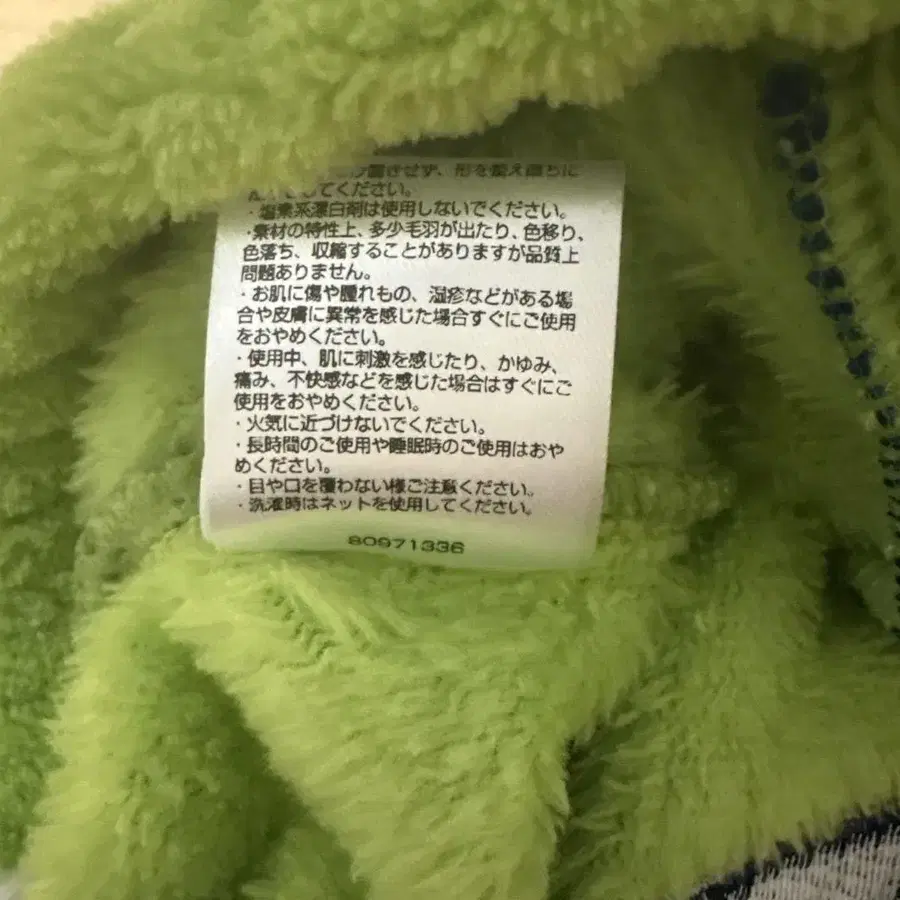 置きせず、形を整え直ちに
してください。
・塩素系漂白剤は使用しないでください。
・素材の特性上、多少毛羽が出たり、色移り、
色落ち、収縮することがありますが品質上
問題ありません。
・お肌に傷や腫れもの、湿疹などがある場
合や皮膚に異常を感じた場合すぐにご使用
をおやめください。
・使用中、肌に刺激を感じたり、かゆみ、
痛み、不快感などを感じた場合はすぐにご
使用をおやめください。
・火気に近づけないでください。
・長時間のご使用や睡眠時のご使用はおや
めください。
・目や口を覆わない様ご注意ください。
・洗濯時はネットを使用してください。
80971336